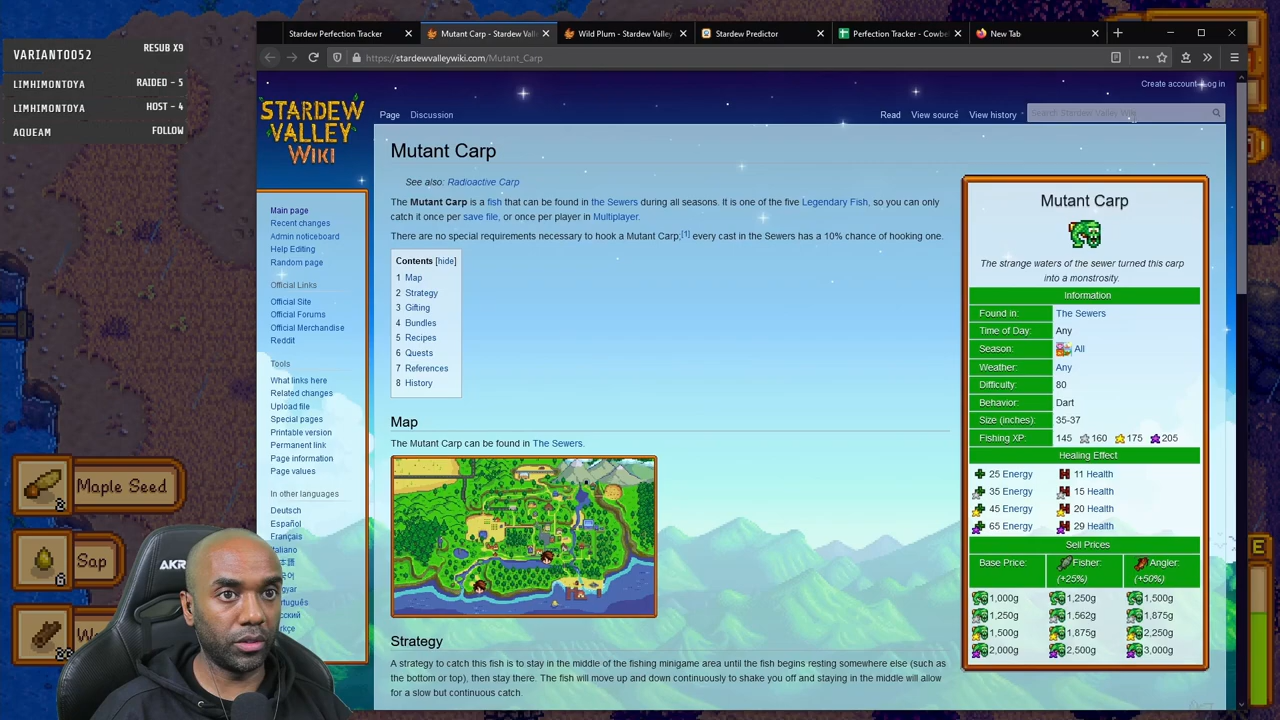 VARIANT0052 RESUB X9
LIMHIMONTOYA RAIDED - 5
LIMHIMONTOYA HOST - 4
AQUEAM FOLLOW
Stardew Perfection Tracker
Mutant Carp - Stardew Vall
Wild Plum - Stardew Valley
Stardew Predictor
Perfection Tracker - Cowbel
New Tab
https://stardewvalleywiki.com/Mutant_Carp
Create account Log in
STARDEW
VALLEY
WIKI
Page Discussion
Read View source View history
Search Stardew Valley Wiki
Main page
Recent changes
Admin noticeboard
Help Editing
Random page
Official Links
Official Site
Official Forums
Official Merchandise
Reddit
Tools
What links here
Related changes
Upload file
Special pages
Printable version
Permanent link
Page information
Page values
In other languages
Deutsch
Español
Français
Italiano
Mutant Carp
See also: Radioactive Carp
The Mutant Carp is a fish that can be found in the Sewers during all seasons. It is one of the five Legendary Fish, so you can only
catch it once per save file, or once per player in Multiplayer.
There are no special requirements necessary to hook a Mutant Carp;[1] every cast in the Sewers has a 10% chance of hooking one.
Contents [hide]
1 Map
2 Strategy
3 Gifting
4 Bundles
5 Recipes
6 Quests
7 References
8 History
Map
The Mutant Carp can be found in The Sewers.
Strategy
A strategy to catch this fish is to stay in the middle of the fishing minigame area until the fish begins resting somewhere else (such as
the bottom or top), then stay there. The fish will move up and down continuously to shake you off and staying in the middle will allow
for a slow but continuous catch.
Mutant Carp
The strange waters of the sewer turned this carp
into a monstrosity.
Information
Found in: The Sewers
Time of Day: Any
Season: All
Weather: Any
Difficulty: 80
Behavior: Dart
Size (inches): 35-37
Fishing XP: 145 160 175 205
Healing Effect
25 Energy 11 Health
35 Energy 15 Health
45 Energy 20 Health
65 Energy 29 Health
Sell Prices
Base Price: Fisher: Angler:
(+25%) (+50%)
1,000g 1,250g 1,500g
1,250g 1,562g 1,875g
1,500g 1,875g 2,250g
2,000g 2,500g 3,000g
Maple Seed
2
Sap
6
E